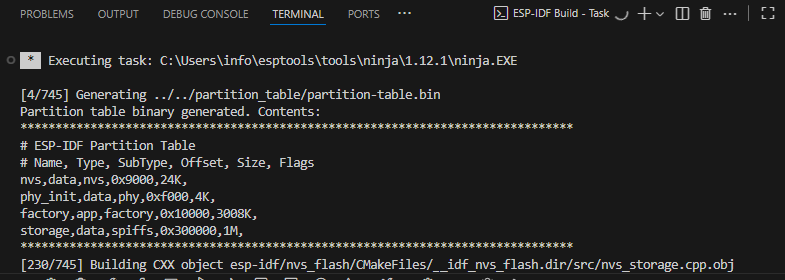 PROBLEMS OUTPUT DEBUG CONSOLE TERMINAL PORTS ··· ESP-IDF Build - Task
* Executing task: C:\Users\info\esptools\tools\ninja\1.12.1\ninja.EXE
[4/745] Generating ../../partition_table/partition-table.bin
Partition table binary generated. Contents:
*******************************************************************************
# ESP-IDF Partition Table
# Name, Type, SubType, Offset, Size, Flags
nvs,data,nvs,0x9000,24K,
phy_init,data,phy,0xf000,4K,
factory,app,factory,0x10000,3008K,
storage,data,spiffs,0x300000,1M,
*******************************************************************************
[230/745] Building CXX object esp-idf/nvs_flash/CMakeFiles/__idf_nvs_flash.dir/src/nvs_storage.cpp.obj